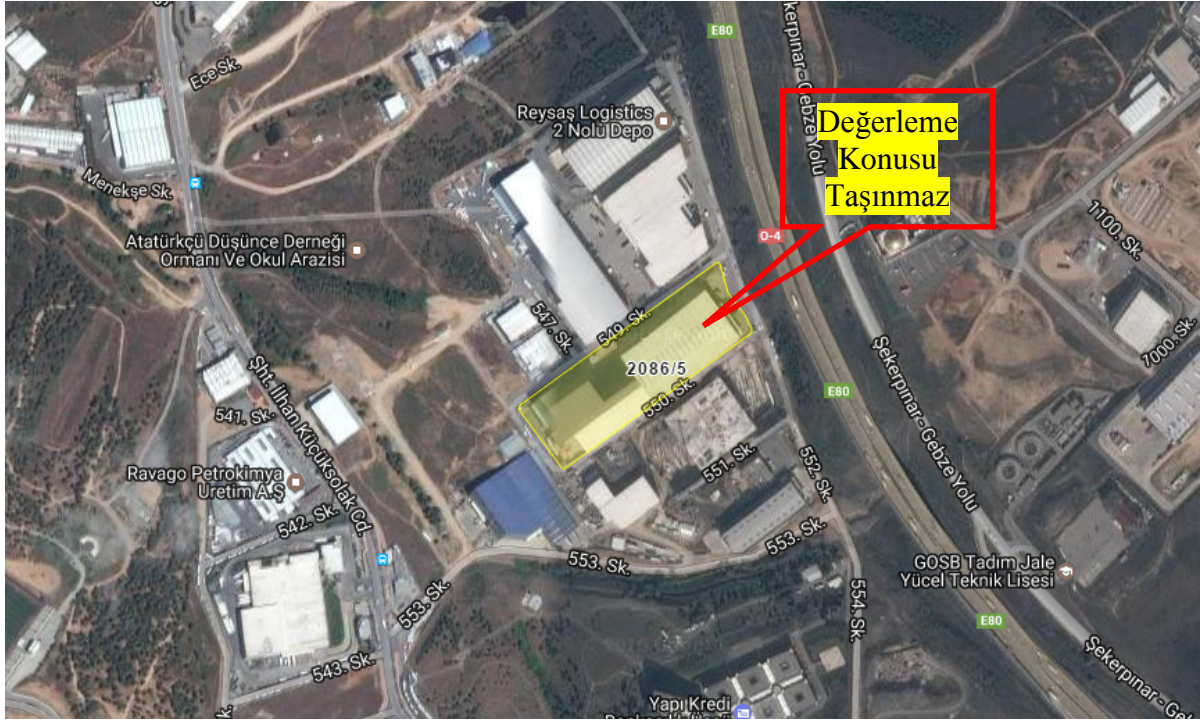 E80
Ece Sk.
Reysaş Logistics
2 Nolu Depo
Değerleme
Konusu
Taşınmaz
Menekşe Sk.
1100. Sk.
O-4
Atatürkçü Düşünce Derneği
Ormanı Ve Okul Arazisi
547. Sk.
549. Sk.
7000. Sk.
2086/5
550. Sk.
Şekerpınar - Gebze Yolu
E80
Şht. İlhan Küçüksolak Cd.
541. Sk.
551. Sk.
552. Sk.
Ravago Petrokimya
Üretim A.Ş
542. Sk.
553. Sk.
553. Sk.
GOSB Tadım Jale
Yücel Teknik Lisesi
553. Sk.
554. Sk.
E80
543. Sk.
Yapı Kredi